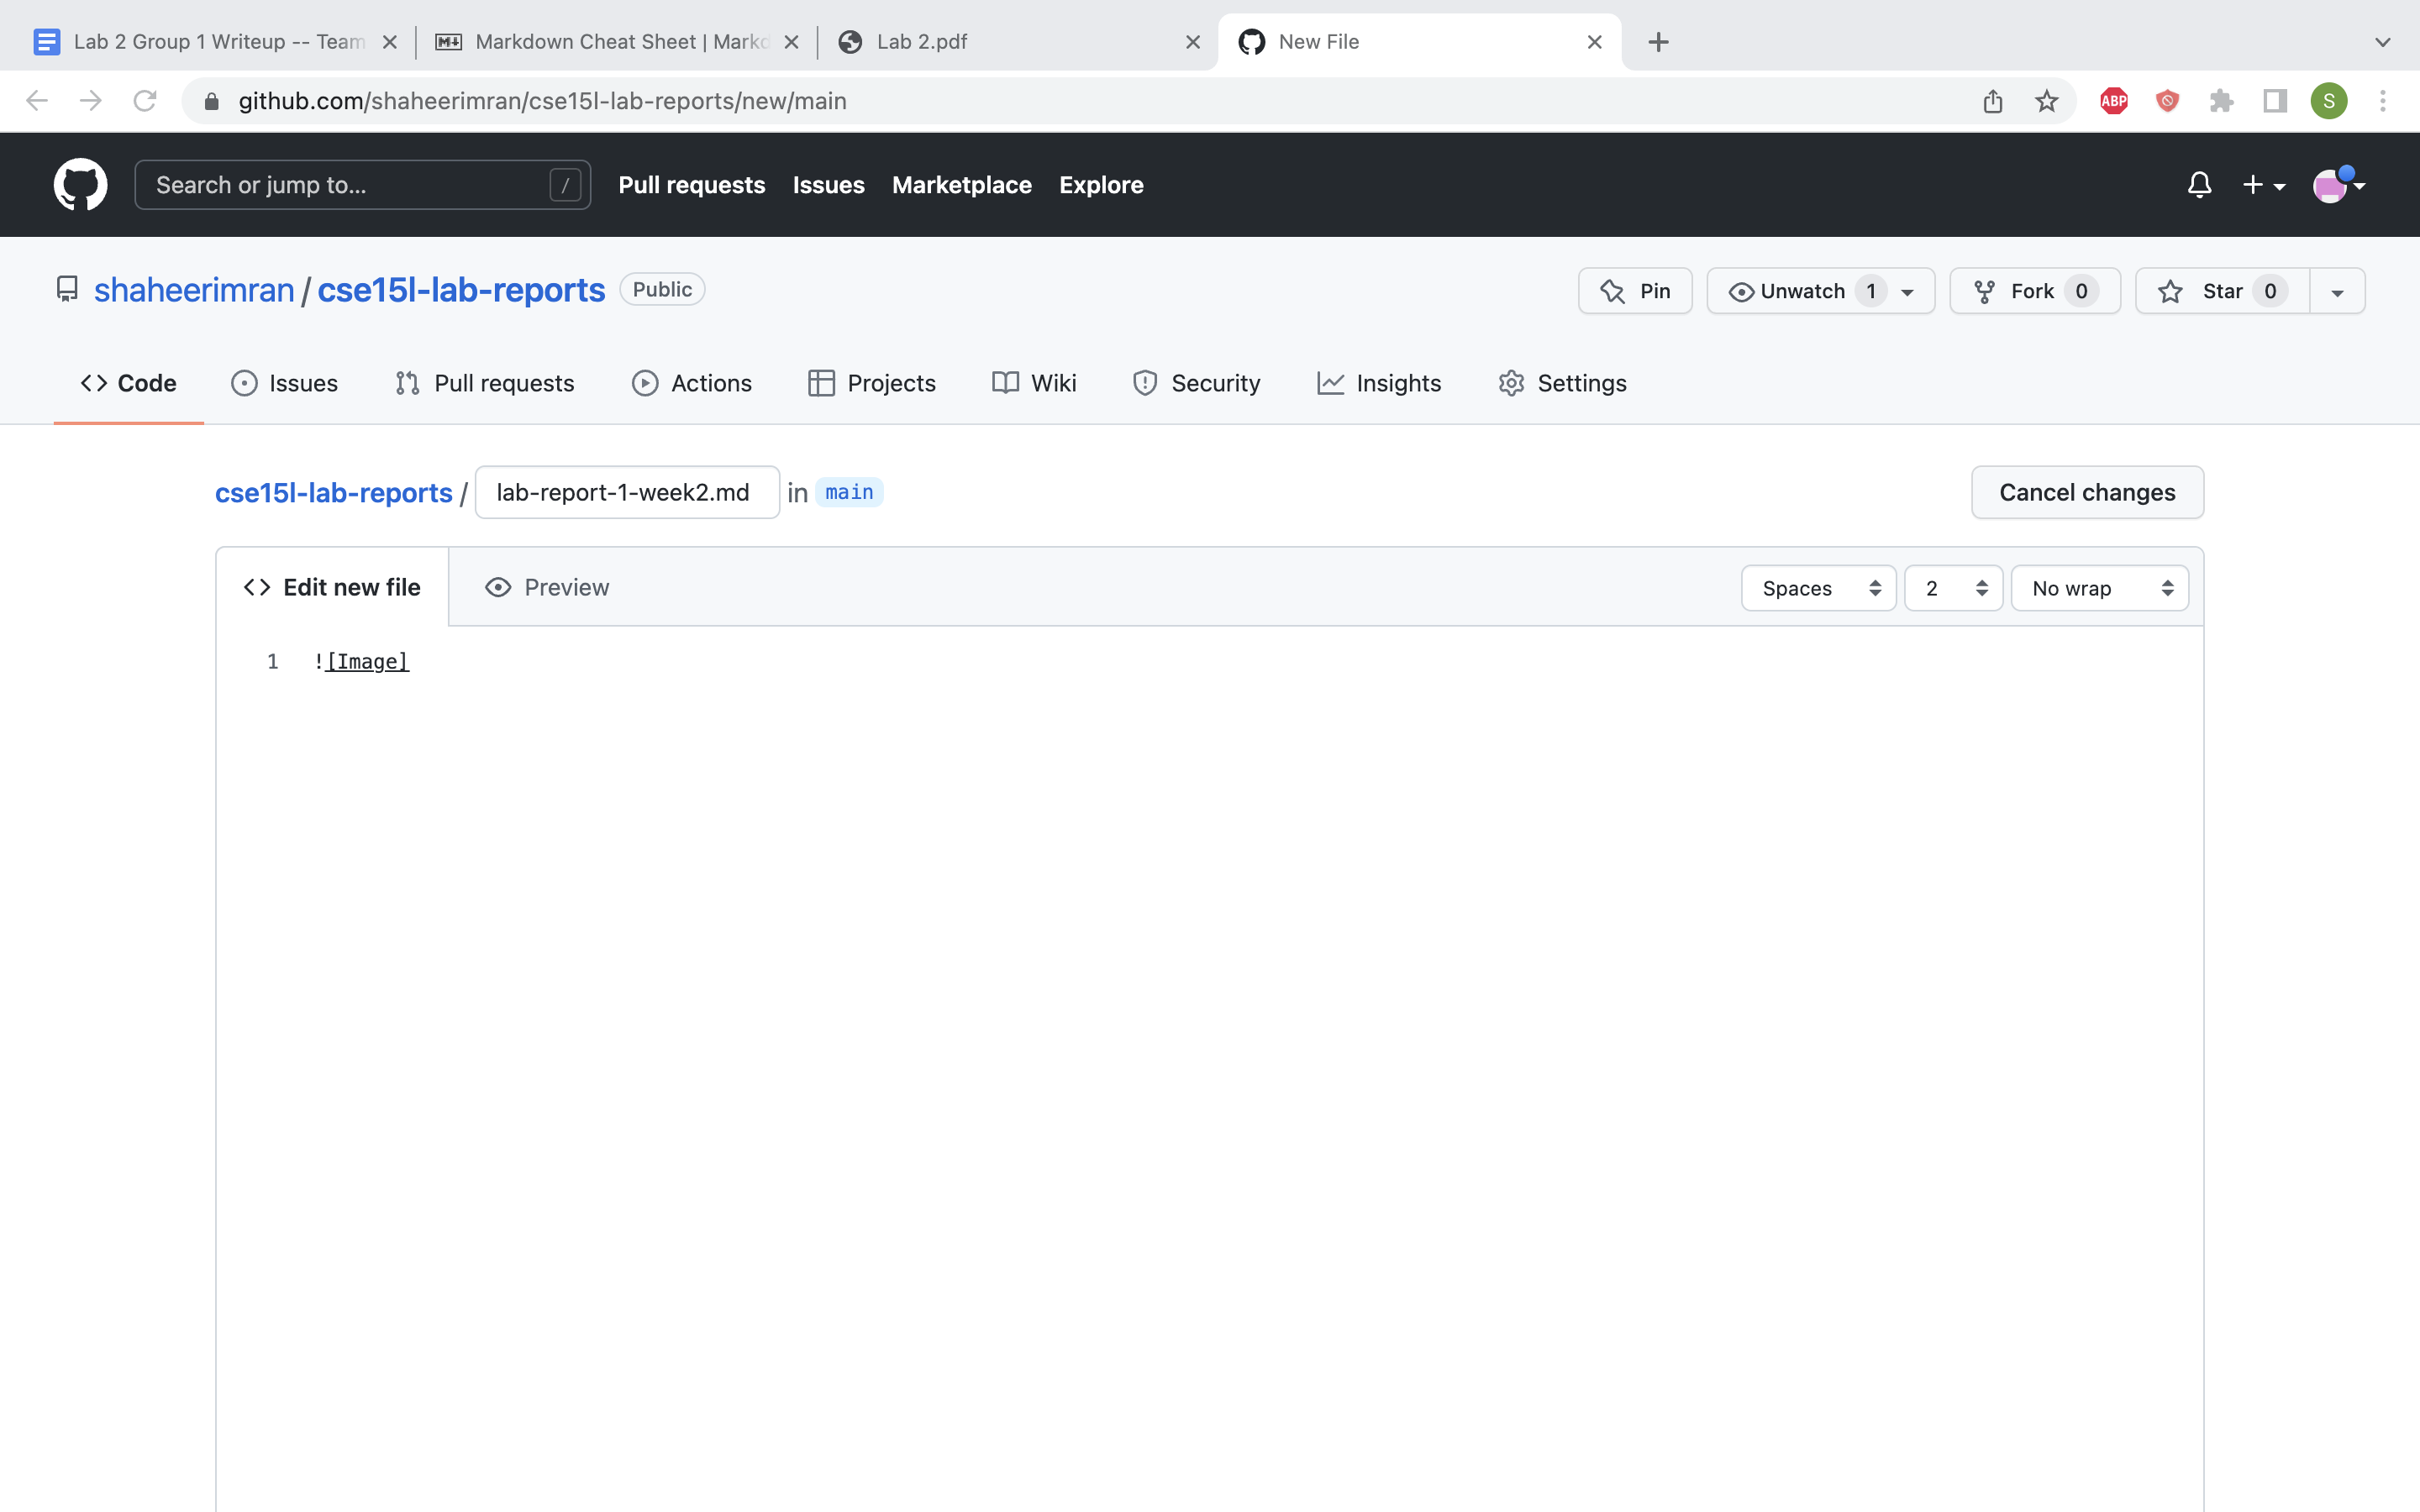 Lab 2 Group 1 Writeup -- Team
Markdown Cheat Sheet | Markd
Lab 2.pdf
New File
github.com/shaheerimran/cse15l-lab-reports/new/main
ABP
S
Search or jump to... /
Pull requests
Issues
Marketplace
Explore
shaheerimran / cse15l-lab-reports Public
Pin
Unwatch 1
Fork 0
Star 0
Code
Issues
Pull requests
Actions
Projects
Wiki
Security
Insights
Settings
cse15l-lab-reports / lab-report-1-week2.md in main
Cancel changes
Edit new file
Preview
Spaces
2
No wrap
1 ![Image]